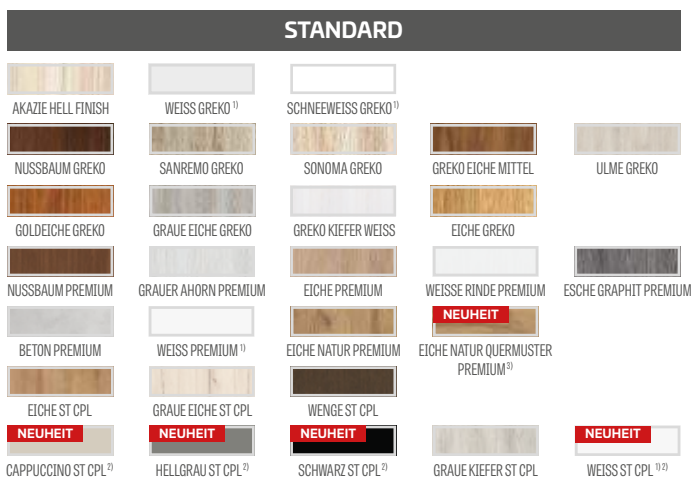 STANDARD
AKAZIE HELL FINISH WEISS GREKO 1) SCHNEEWEISS GREKO 1)
NUSSBAUM GREKO SANREMO GREKO SONOMA GREKO GREKO EICHE MITTEL ULME GREKO
GOLDEICHE GREKO GRAUE EICHE GREKO GREKO KIEFER WEISS EICHE GREKO
NUSSBAUM PREMIUM GRAUER AHORN PREMIUM EICHE PREMIUM WEISSE RINDE PREMIUM ESCHE GRAPHIT PREMIUM
NEUHEIT
BETON PREMIUM WEISS PREMIUM 1) EICHE NATUR PREMIUM EICHE NATUR QUERMUSTER
PREMIUM 3)
EICHE ST CPL GRAUE EICHE ST CPL WENGE ST CPL
NEUHEIT NEUHEIT NEUHEIT NEUHEIT
CAPPUCCINO ST CPL 2) HELLGRAU ST CPL 2) SCHWARZ ST CPL 2) GRAUE KIEFER ST CPL WEISS ST CPL 1) 2)